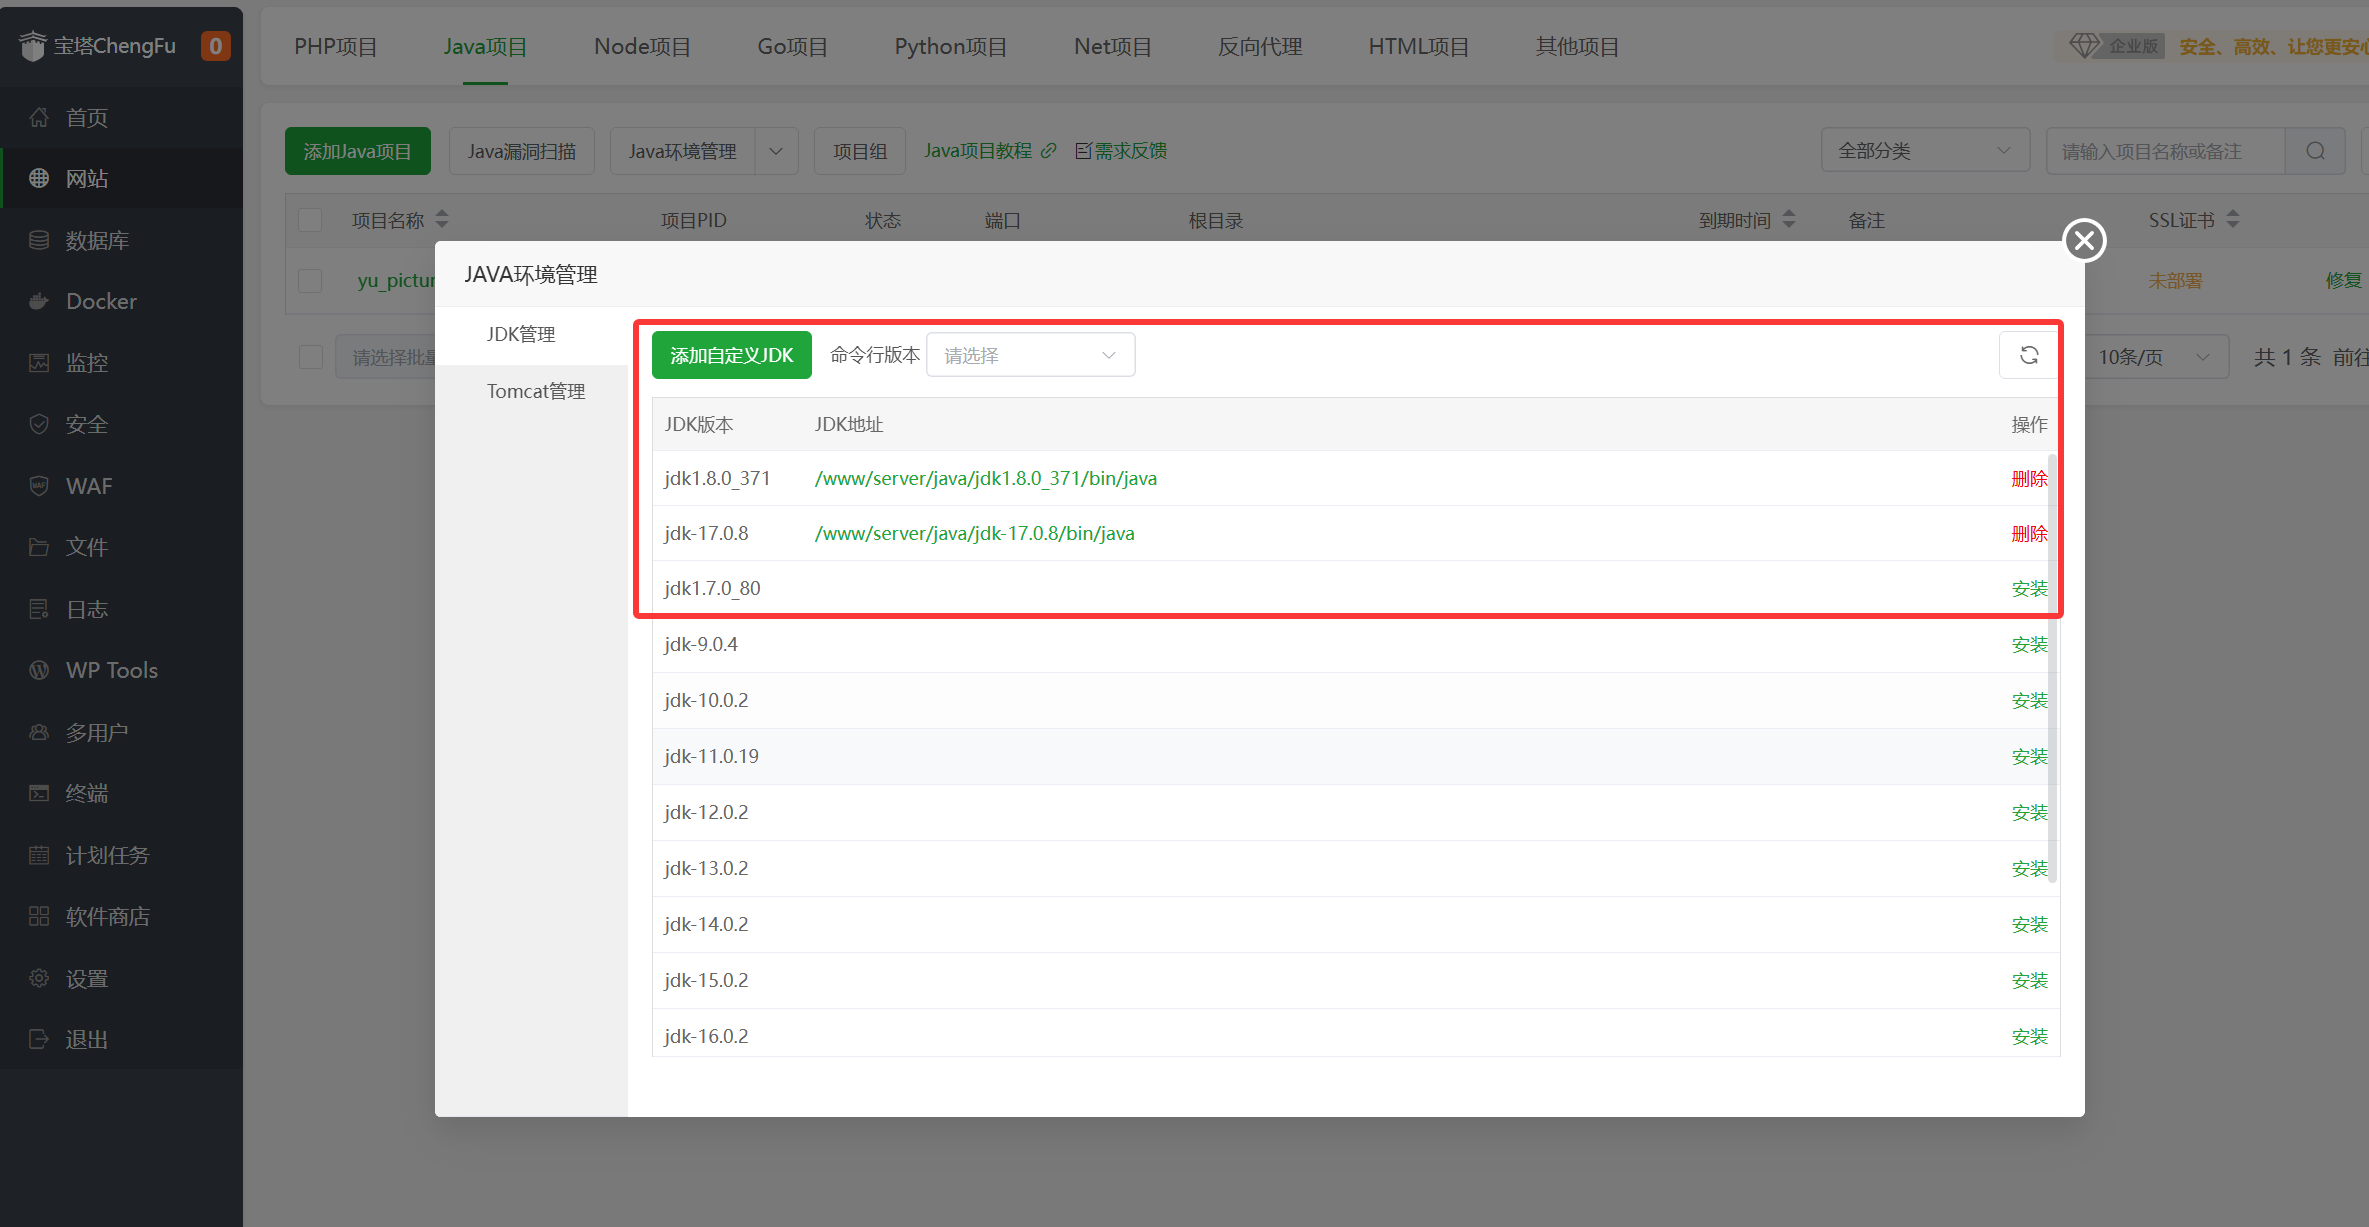 宝塔ChengFu 0
首页
网站
数据库
Docker
监控
安全
WAF
文件
日志
WP Tools
多用户
终端
计划任务
软件商店
设置
退出
PHP项目 Java项目 Node项目 Go项目 Python项目 Net项目 反向代理 HTML项目 其他项目 企业版 安全、高效、让您更安心
添加Java项目 Java漏洞扫描 Java环境管理 项目组 Java项目教程 需求反馈 全部分类 请输入项目名称或备注
项目名称 项目PID 状态 端口 根目录 到期时间 备注 SSL证书
yu_pictur 未部署 修复
请选择批量 10条/页 共 1 条 前往
JAVA环境管理
JDK管理
Tomcat管理
添加自定义JDK 命令行版本 请选择
JDK版本 JDK地址 操作
jdk1.8.0_371 /www/server/java/jdk1.8.0_371/bin/java 删除
jdk-17.0.8 /www/server/java/jdk-17.0.8/bin/java 删除
jdk1.7.0_80 安装
jdk-9.0.4 安装
jdk-10.0.2 安装
jdk-11.0.19 安装
jdk-12.0.2 安装
jdk-13.0.2 安装
jdk-14.0.2 安装
jdk-15.0.2 安装
jdk-16.0.2 安装